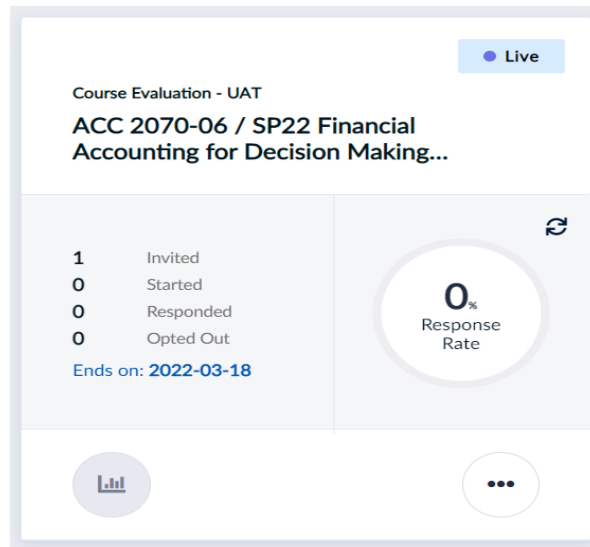 Live
Course Evaluation - UAT
ACC 2070-06 / SP22 Financial
Accounting for Decision Making...
1 Invited
0 Started
0 Responded
0 Opted Out
Ends on: 2022-03-18
0%
Response
Rate